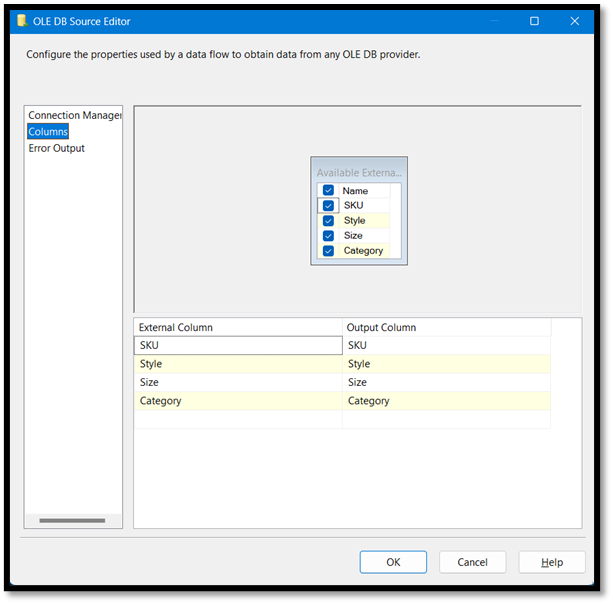 OLE DB Source Editor
Configure the properties used by a data flow to obtain data from any OLE DB provider.
Connection Manager
Columns
Error Output
Available Externa...
Name
SKU
Style
Size
Category
External Column Output Column
SKU SKU
Style Style
Size Size
Category Category
OK Cancel Help